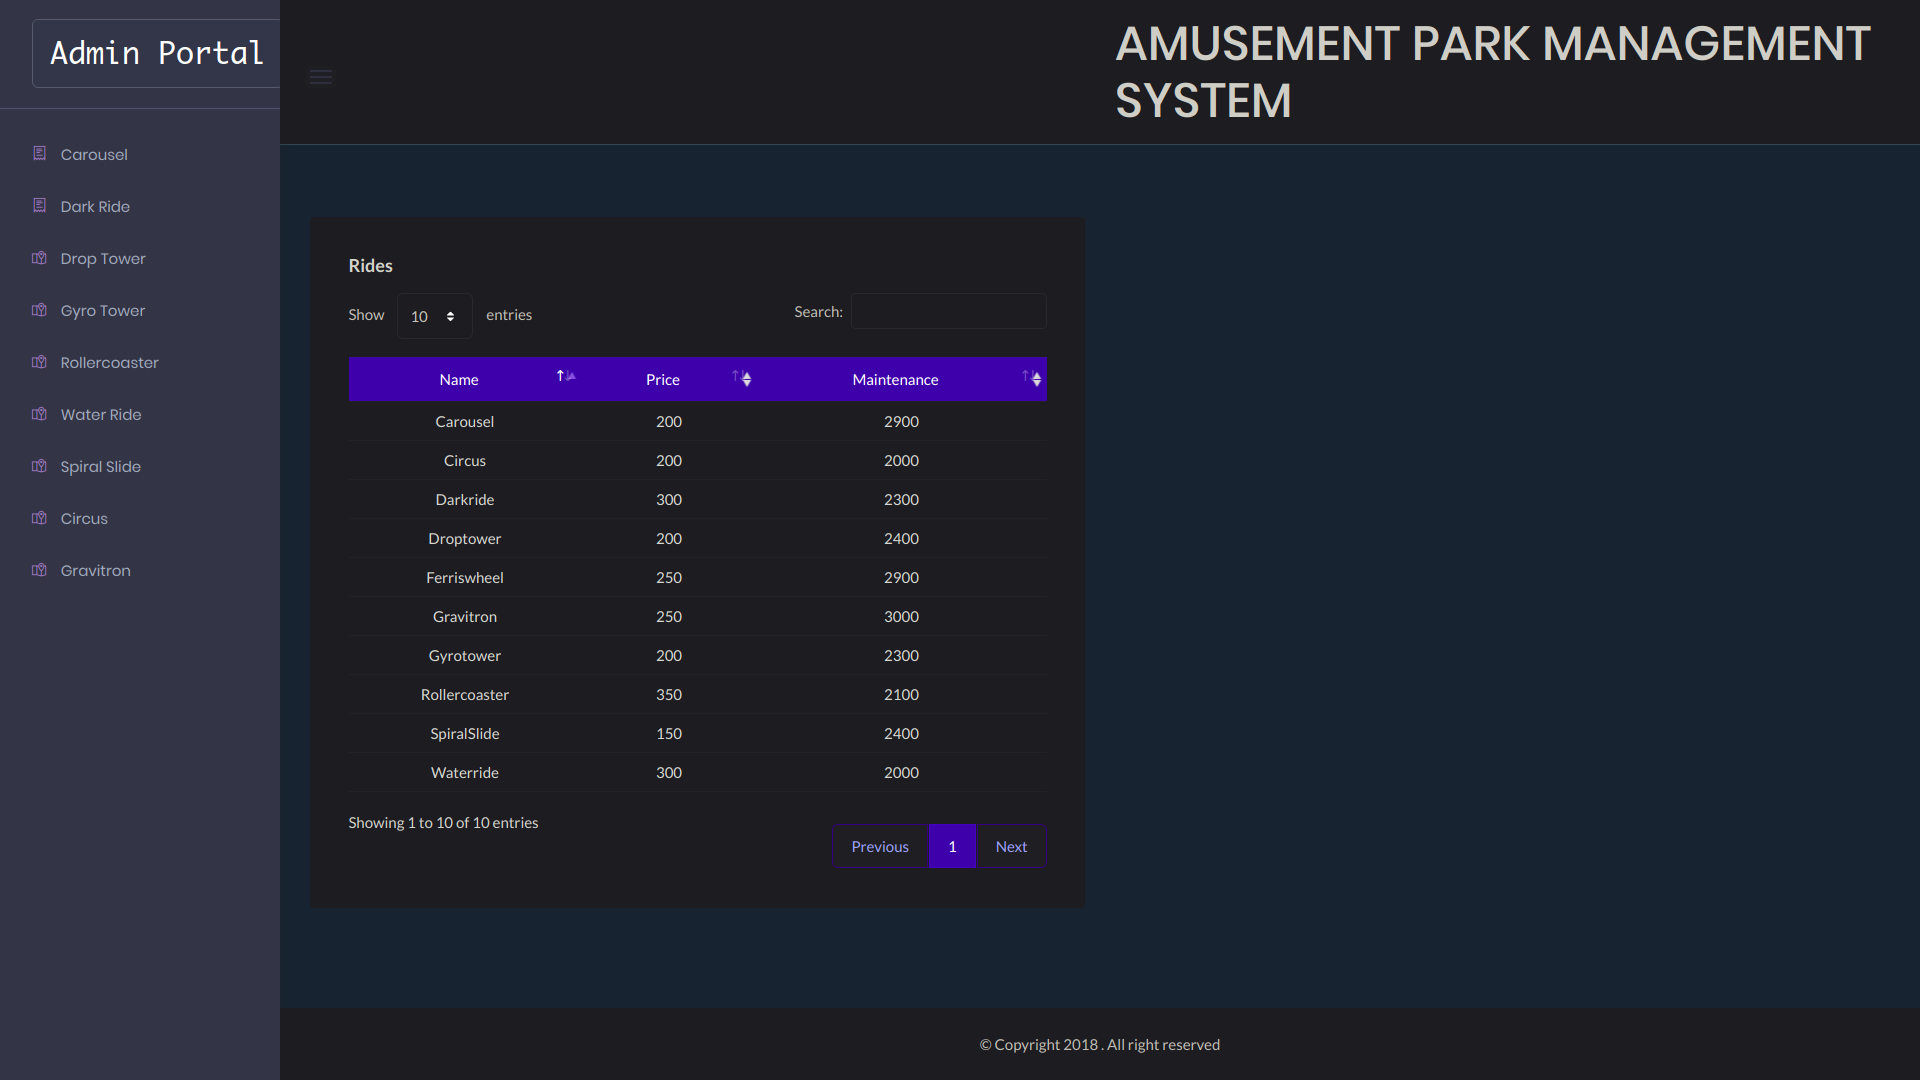 Admin Portal
AMUSEMENT PARK MANAGEMENT
SYSTEM
Carousel
Dark Ride
Drop Tower
Gyro Tower
Rollercoaster
Water Ride
Spiral Slide
Circus
Gravitron
Rides
Show 10 entries Search:
Name Price Maintenance
Carousel 200 2900
Circus 200 2000
Darkride 300 2300
Droptower 200 2400
Ferriswheel 250 2900
Gravitron 250 3000
Gyrotower 200 2300
Rollercoaster 350 2100
SpiralSlide 150 2400
Waterride 300 2000
Showing 1 to 10 of 10 entries
Previous 1 Next
© Copyright 2018 . All right reserved